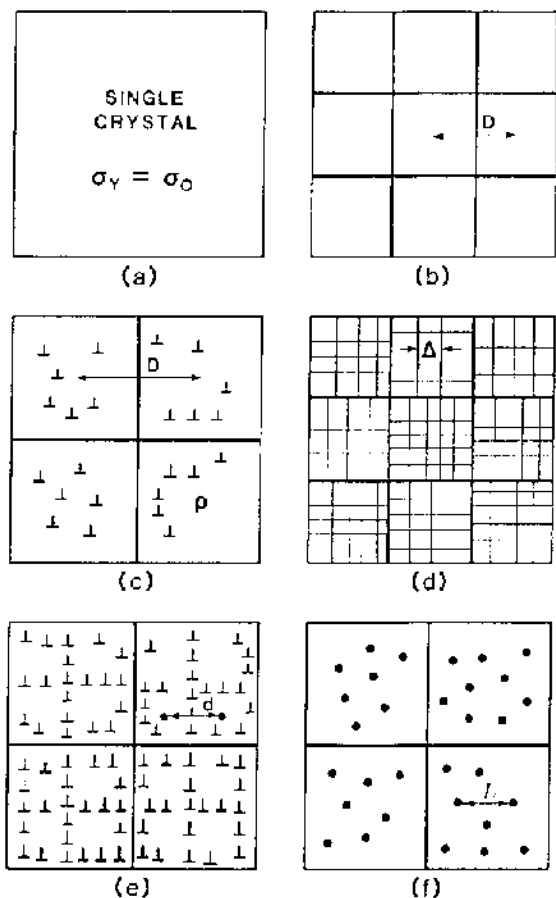 SINGLE
CRYSTAL
σY = σO
D
(a)
(b)
D
ρ
Δ
(c)
(d)
d
L
(e)
(f)